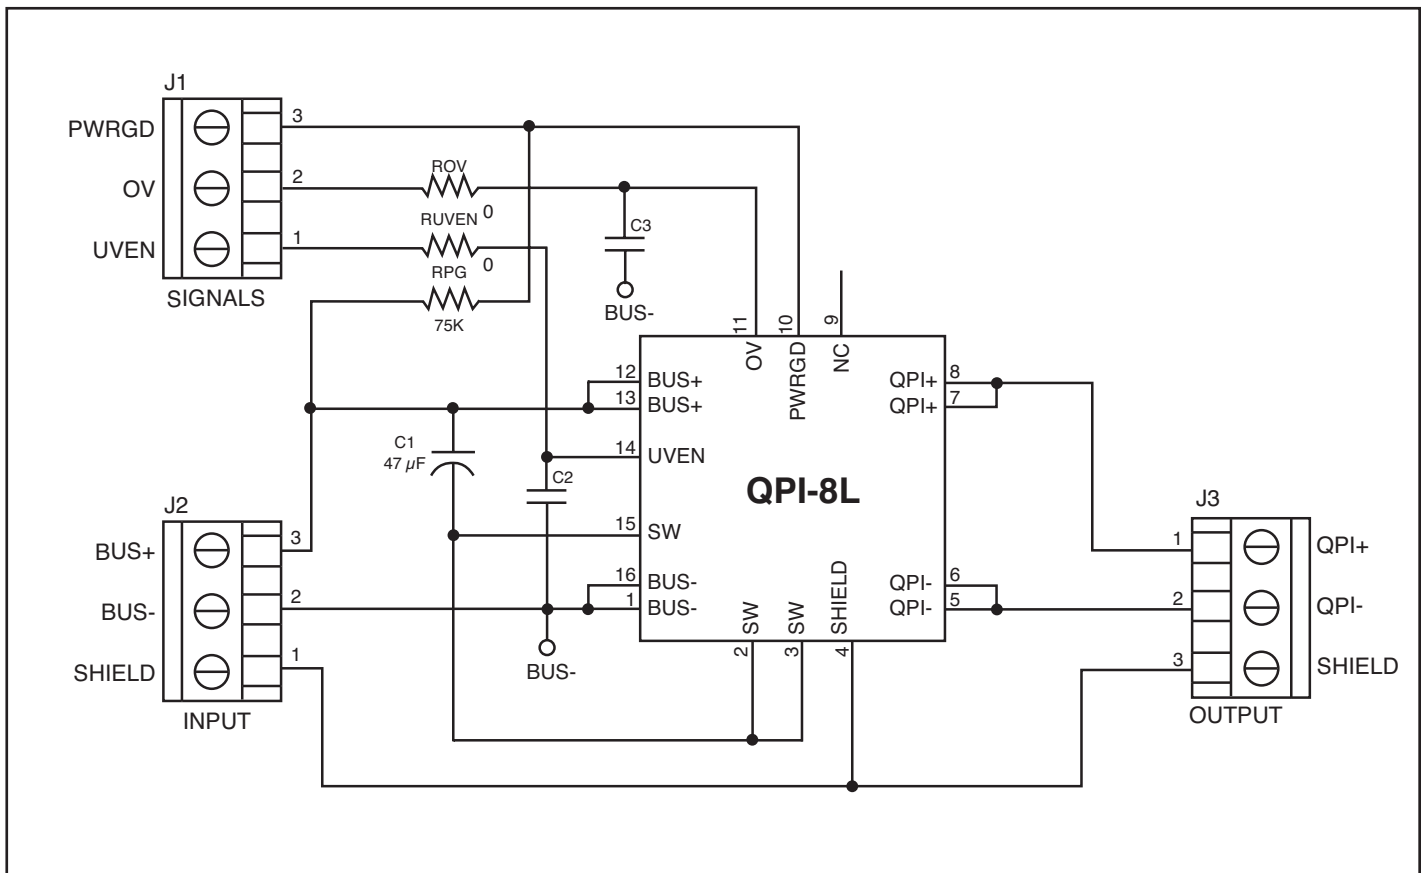 J1
PWRGD
3
OV
2
UVEN
1
SIGNALS
ROV
0
RUVEN
0
RPG
75K
C3
BUS-
11
OV
10
PWRGD
9
NC
12 BUS+
13 BUS+
14 UVEN
15 SW
16 BUS-
1 BUS-
QPI-8L
QPI+ 8
QPI+ 7
QPI- 6
QPI- 5
SW
2
SW
3
SHIELD
4
C1
47 µF
C2
BUS-
J2
BUS+
3
BUS-
2
SHIELD
1
INPUT
J3
1
QPI+
2
QPI-
3
SHIELD
OUTPUT